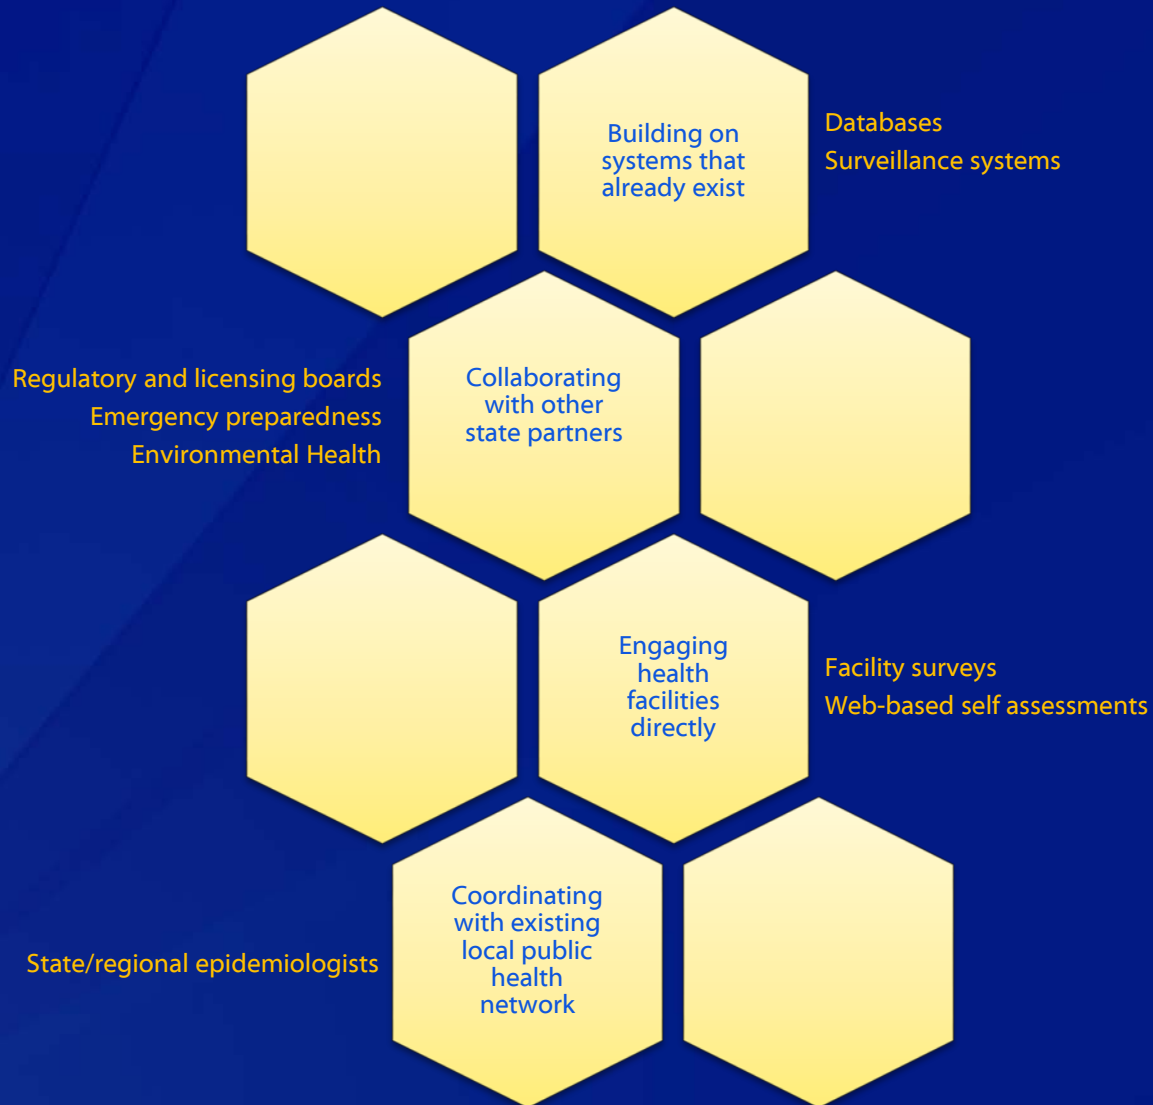 Building on
systems that
already exist
Databases
Surveillance systems
Regulatory and licensing boards
Emergency preparedness
Environmental Health
Collaborating
with other
state partners
Engaging
health
facilities
directly
Facility surveys
Web-based self assessments
State/regional epidemiologists
Coordinating
with existing
local public
health
network